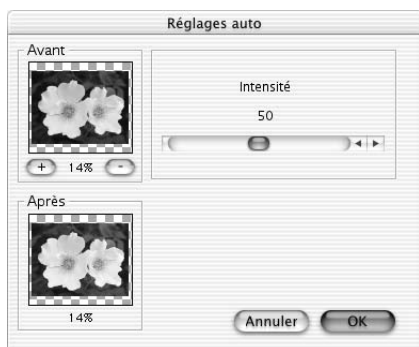 Réglages auto
Avant
Intensité
50
+ 14% -
Après
14%
Annuler OK